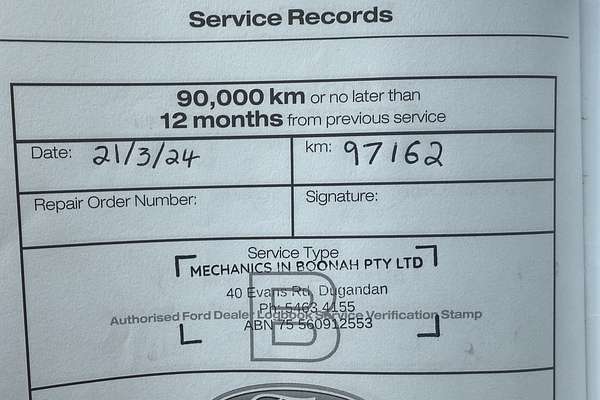 Service Records
90,000 km or no later than
12 months from previous service
Date: 21/3/24
km: 97162
Repair Order Number:
Signature:
Service Type
MECHANICS IN BOONAH PTY LTD
B
40 Evans Rd, Dugandan
Ph: 5463 4155
Authorised Ford Dealer Logbook Service Verification Stamp
ABN 75 560912553